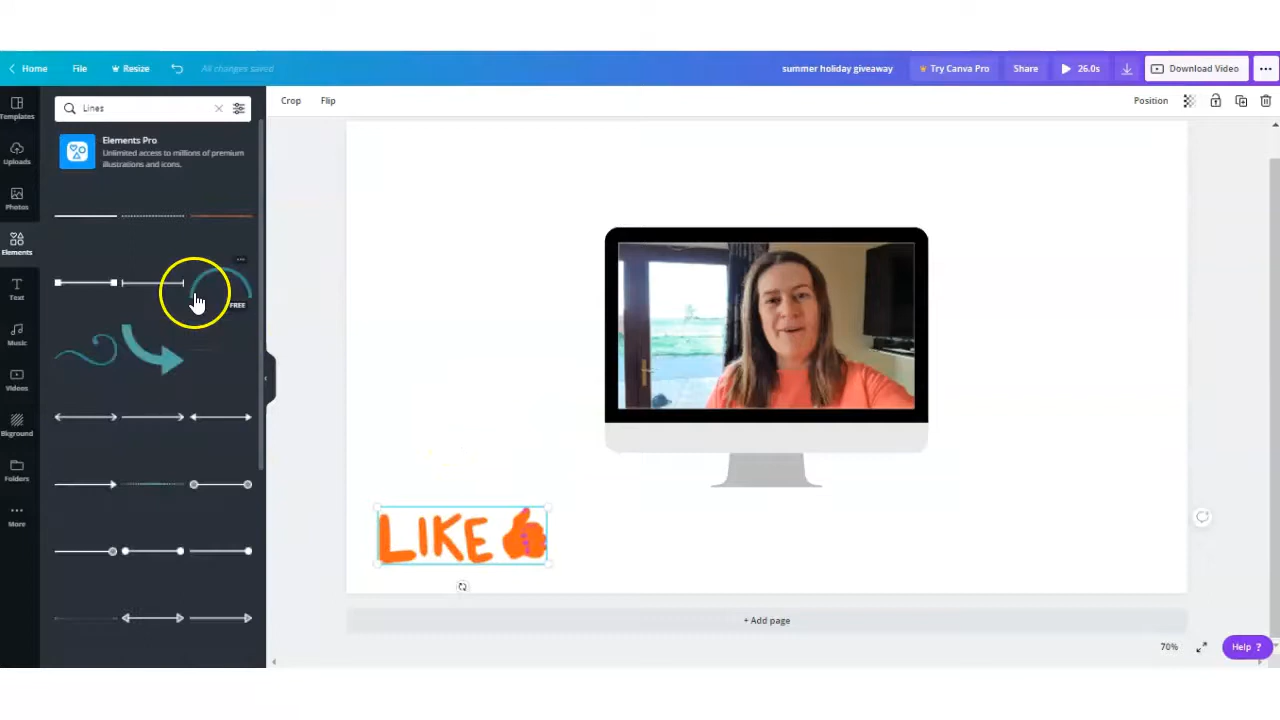 Home File Resize All changes saved summer holiday giveaway Try Canva Pro Share 26.0s Download Video
Templates
Uploads
Photos
Elements
Text
Music
Videos
Bkground
Folders
More
Lines
Elements Pro
Unlimited access to millions of premium
illustrations and icons.
FREE
Crop Flip Position
LIKE
+ Add page
70% Help ?